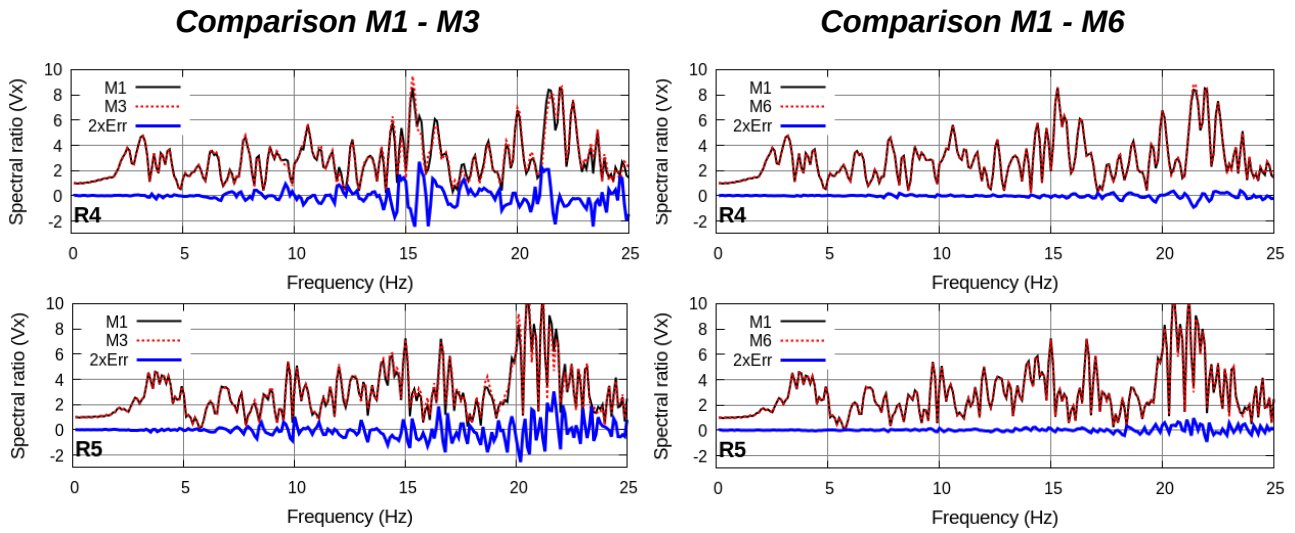 Comparison M1 - M3
Comparison M1 - M6
Spectral ratio (Vx)
10
8
6
4
2
0
-2
M1
M3
2xErr
R4
0 5 10 15 20 25
Frequency (Hz)
Spectral ratio (Vx)
10
8
6
4
2
0
-2
M1
M6
2xErr
R4
0 5 10 15 20 25
Frequency (Hz)
Spectral ratio (Vx)
10
8
6
4
2
0
-2
M1
M3
2xErr
R5
0 5 10 15 20 25
Frequency (Hz)
Spectral ratio (Vx)
10
8
6
4
2
0
-2
M1
M6
2xErr
R5
0 5 10 15 20 25
Frequency (Hz)